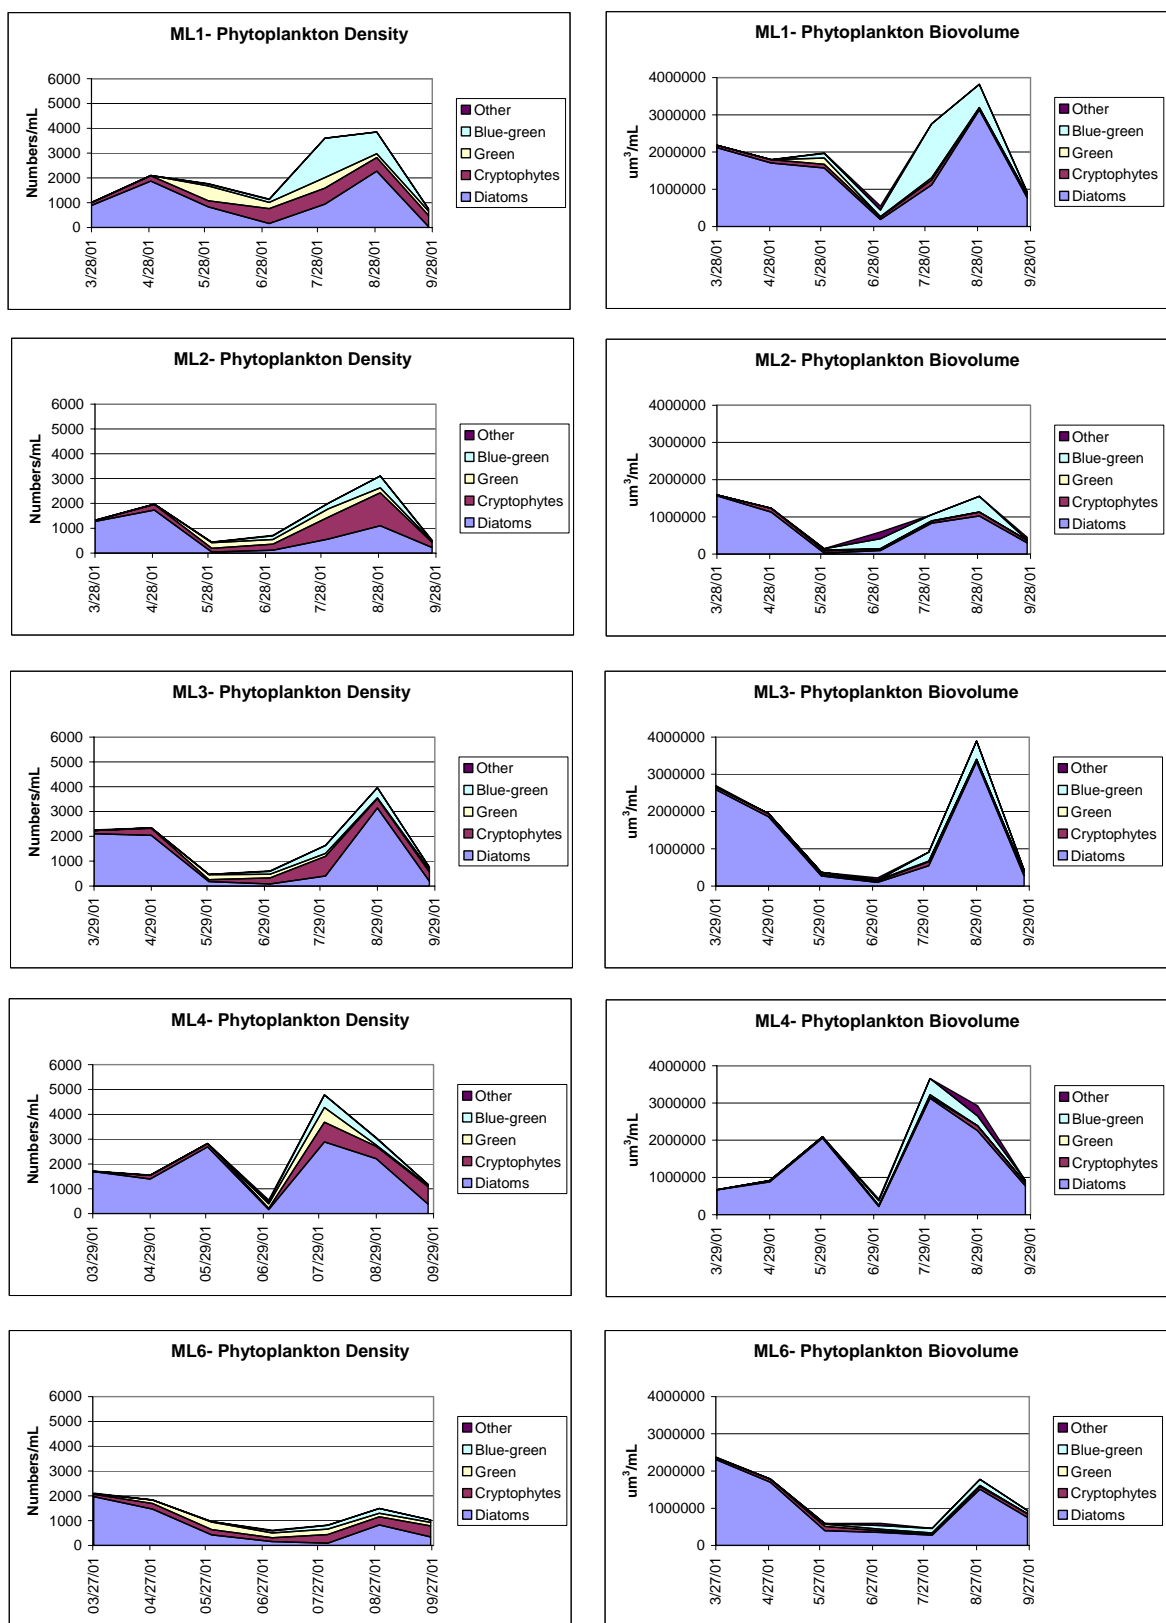 ML1- Phytoplankton Density
Numbers/mL
6000
5000
4000
3000
2000
1000
0
3/28/01
4/28/01
5/28/01
6/28/01
7/28/01
8/28/01
9/28/01
Other
Blue-green
Green
Cryptophytes
Diatoms
ML1- Phytoplankton Biovolume
um³/mL
4000000
3000000
2000000
1000000
0
3/28/01
4/28/01
5/28/01
6/28/01
7/28/01
8/28/01
9/28/01
Other
Blue-green
Green
Cryptophytes
Diatoms
ML2- Phytoplankton Density
Numbers/mL
6000
5000
4000
3000
2000
1000
0
3/28/01
4/28/01
5/28/01
6/28/01
7/28/01
8/28/01
9/28/01
Other
Blue-green
Green
Cryptophytes
Diatoms
ML2- Phytoplankton Biovolume
um³/mL
4000000
3000000
2000000
1000000
0
3/28/01
4/28/01
5/28/01
6/28/01
7/28/01
8/28/01
9/28/01
Other
Blue-green
Green
Cryptophytes
Diatoms
ML3- Phytoplankton Density
Numbers/mL
6000
5000
4000
3000
2000
1000
0
3/29/01
4/29/01
5/29/01
6/29/01
7/29/01
8/29/01
9/29/01
Other
Blue-green
Green
Cryptophytes
Diatoms
ML3- Phytoplankton Biovolume
um³/mL
4000000
3000000
2000000
1000000
0
3/29/01
4/29/01
5/29/01
6/29/01
7/29/01
8/29/01
9/29/01
Other
Blue-green
Green
Cryptophytes
Diatoms
ML4- Phytoplankton Density
Numbers/mL
6000
5000
4000
3000
2000
1000
0
03/29/01
04/29/01
05/29/01
06/29/01
07/29/01
08/29/01
09/29/01
Other
Blue-green
Green
Cryptophytes
Diatoms
ML4- Phytoplankton Biovolume
um³/mL
4000000
3000000
2000000
1000000
0
3/29/01
4/29/01
5/29/01
6/29/01
7/29/01
8/29/01
9/29/01
Other
Blue-green
Green
Cryptophytes
Diatoms
ML6- Phytoplankton Density
Numbers/mL
6000
5000
4000
3000
2000
1000
0
03/27/01
04/27/01
05/27/01
06/27/01
07/27/01
08/27/01
09/27/01
Other
Blue-green
Green
Cryptophytes
Diatoms
ML6- Phytoplankton Biovolume
um³/mL
4000000
3000000
2000000
1000000
0
3/27/01
4/27/01
5/27/01
6/27/01
7/27/01
8/27/01
9/27/01
Other
Blue-green
Green
Cryptophytes
Diatoms